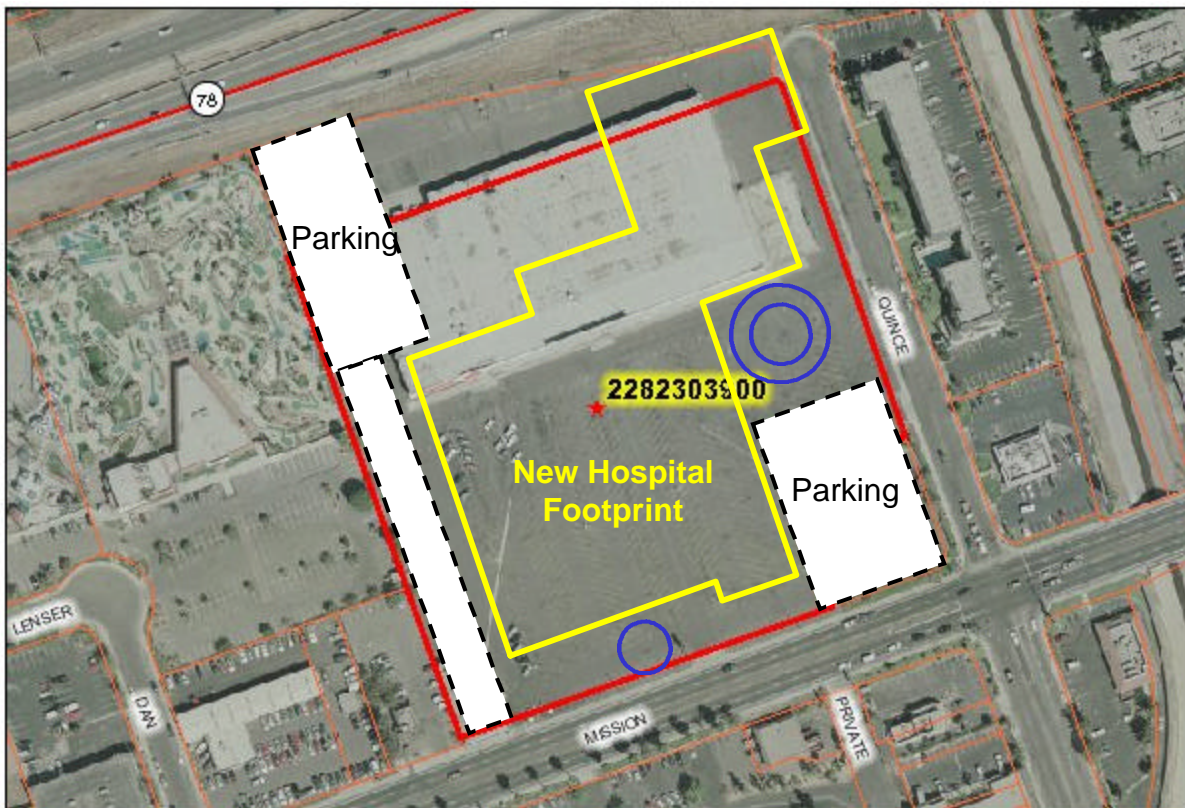 78
Parking
QUINCE
2282303900
New Hospital
Footprint
Parking
LENSER
DAN
MISSION
PRIVATE